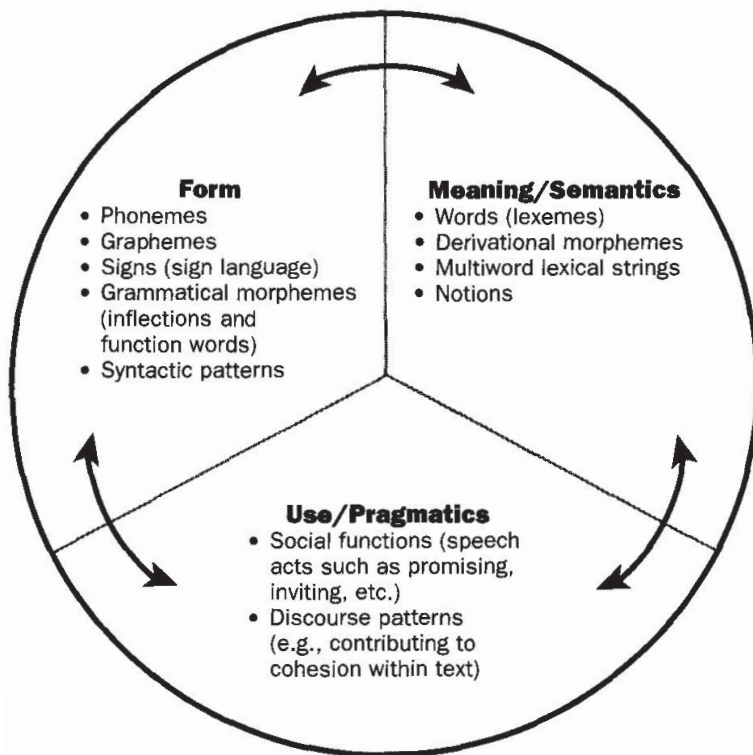 Form
• Phonemes
• Graphemes
• Signs (sign language)
• Grammatical morphemes
(inflections and
function words)
• Syntactic patterns
Meaning/Semantics
• Words (lexemes)
• Derivational morphemes
• Multiword lexical strings
• Notions
Use/Pragmatics
• Social functions (speech
acts such as promising,
inviting, etc.)
• Discourse patterns
(e.g., contributing to
cohesion within text)